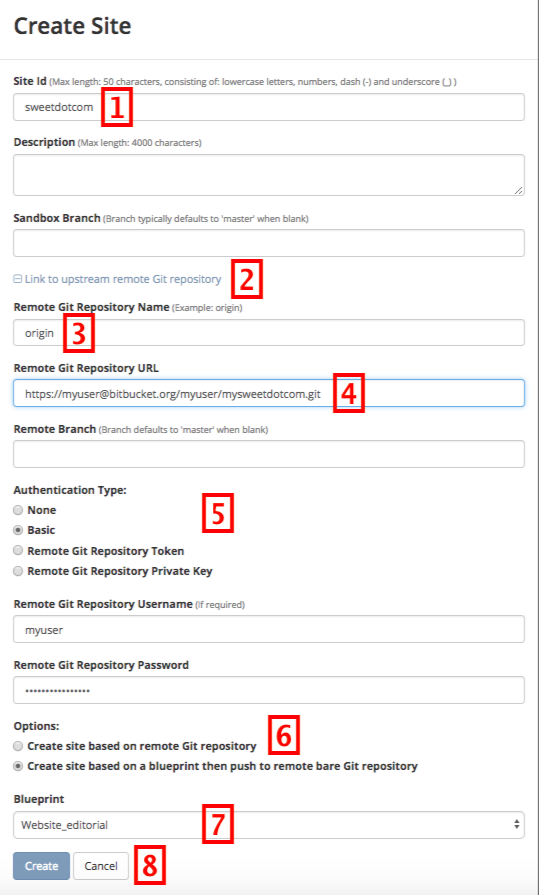 Create Site
Site Id (Max length: 50 characters, consisting of: lowercase letters, numbers, dash (-) and underscore (_) )
sweetdotcom 1
Description (Max length: 4000 characters)
Sandbox Branch (Branch typically defaults to 'master' when blank)
Link to upstream remote Git repository 2
Remote Git Repository Name (Example: origin)
origin 3
Remote Git Repository URL
https://myuser@bitbucket.org/myuser/mysweetdotcom.git 4
Remote Branch (Branch defaults to 'master' when blank)
Authentication Type:
None 5
Basic
Remote Git Repository Token
Remote Git Repository Private Key
Remote Git Repository Username (If required)
myuser
Remote Git Repository Password
••••••••••••••••
Options:
Create site based on remote Git repository 6
Create site based on a blueprint then push to remote bare Git repository
Blueprint
Website_editorial 7
Create Cancel 8